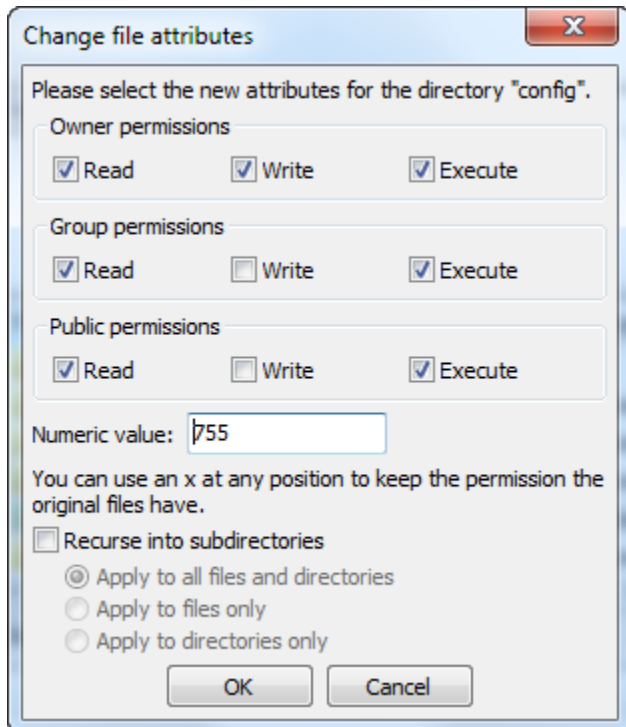 Change file attributes
Please select the new attributes for the directory "config".
Owner permissions
Read Write Execute
Group permissions
Read Write Execute
Public permissions
Read Write Execute
Numeric value: 755
You can use an x at any position to keep the permission the
original files have.
Recurse into subdirectories
Apply to all files and directories
Apply to files only
Apply to directories only
OK Cancel